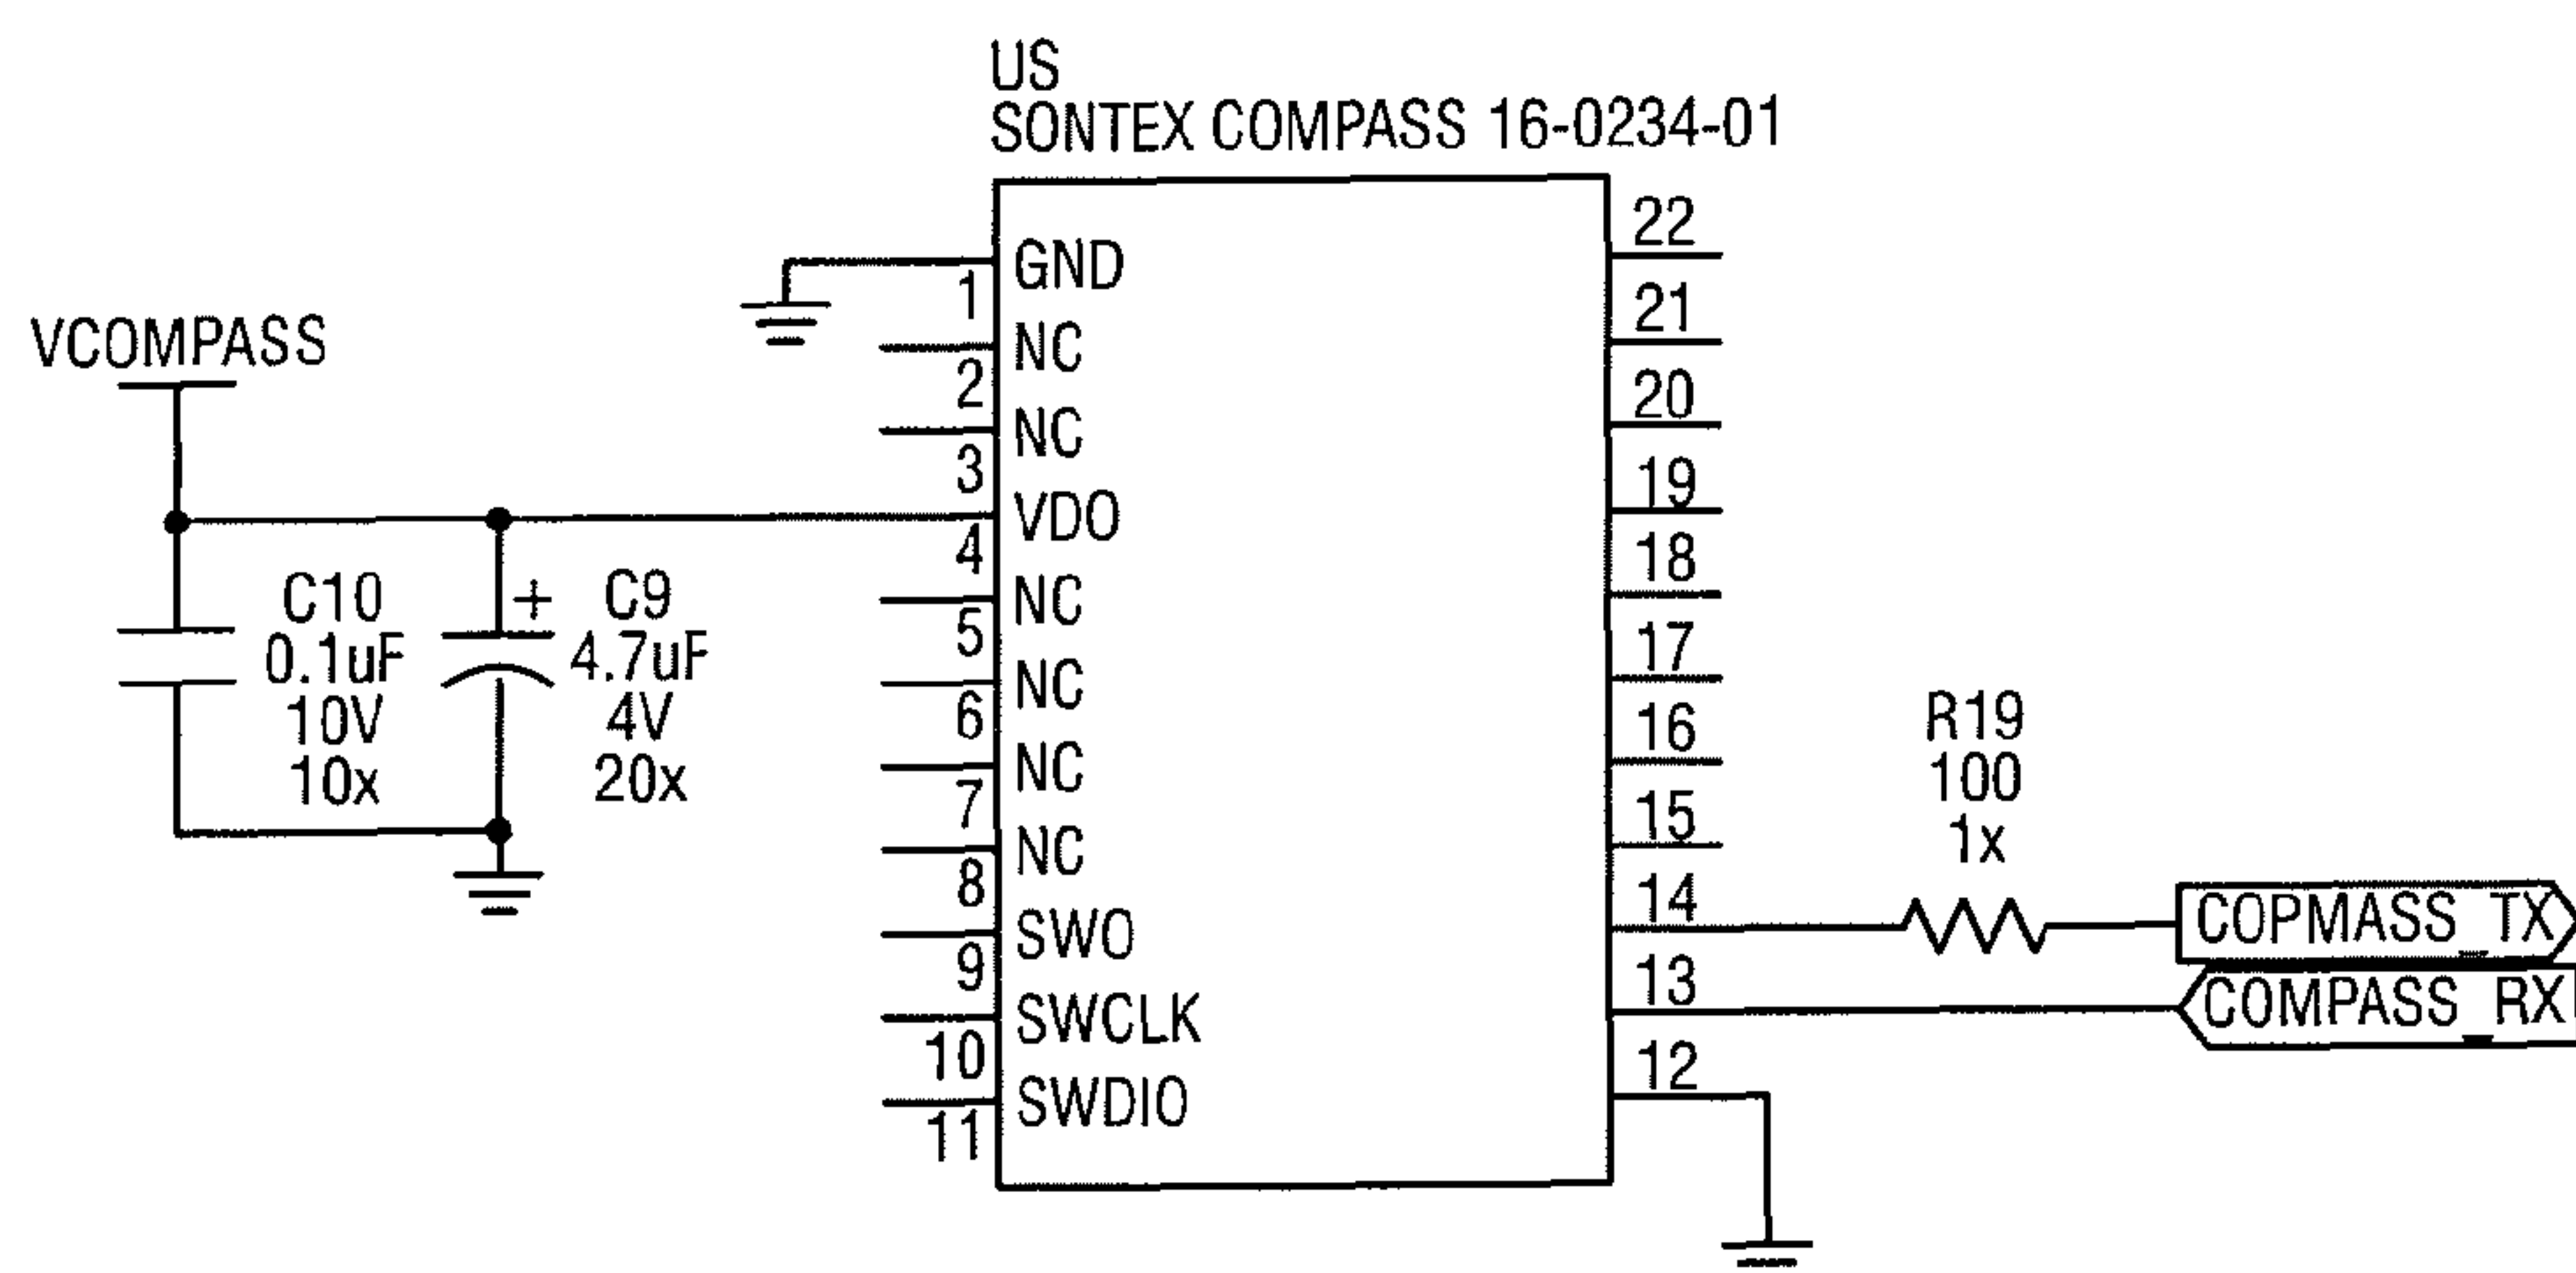 US
SONTEX COMPASS 16-0234-01
VCOMPASS
C10
0.1uF
10V
10x
+
C9
4.7uF
4V
20x
GND
1
NC
2
NC
3
VDO
4
NC
5
NC
6
NC
7
NC
8
SWO
9
SWCLK
10
SWDIO
11
22
21
20
19
18
17
16
15
14
13
12
R19
100
1x
COPMASS_TX
COMPASS_RX